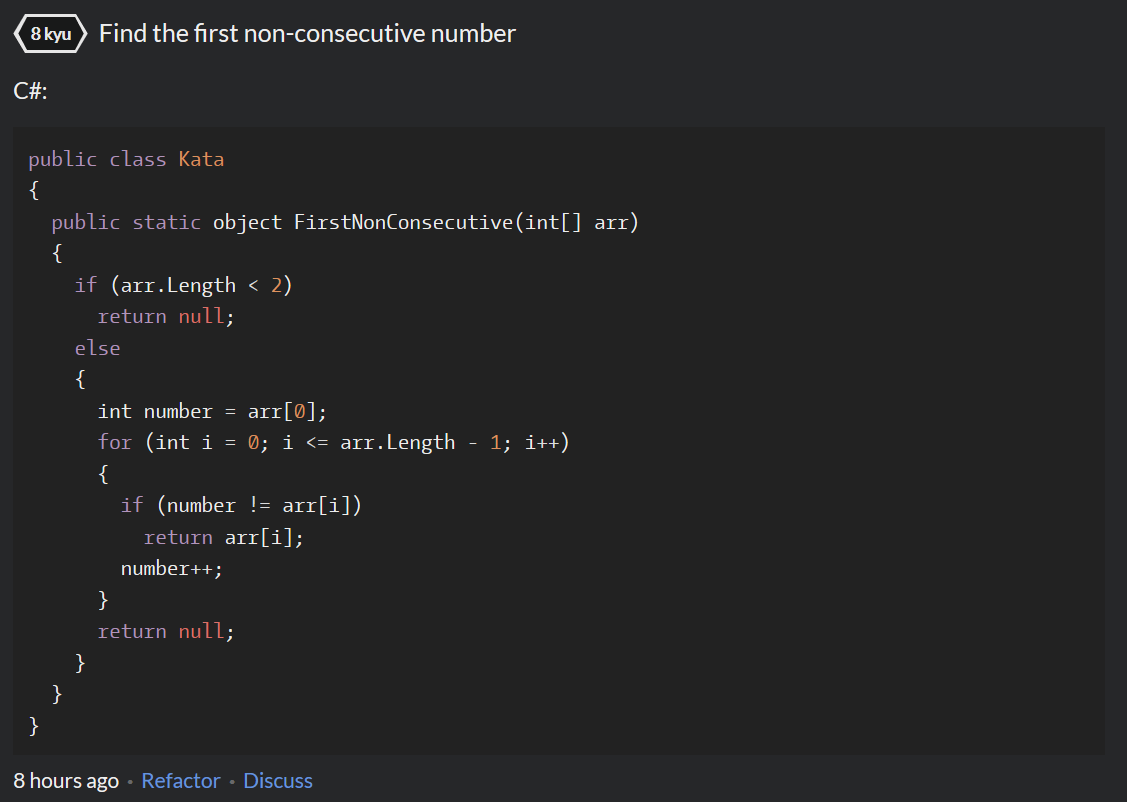 8 kyu Find the first non-consecutive number
C#:
public class Kata
{
  public static object FirstNonConsecutive(int[] arr)
  {
    if (arr.Length < 2)
      return null;
    else
    {
      int number = arr[0];
      for (int i = 0; i <= arr.Length - 1; i++)
      {
        if (number != arr[i])
          return arr[i];
        number++;
      }
      return null;
    }
  }
}
8 hours ago • Refactor • Discuss